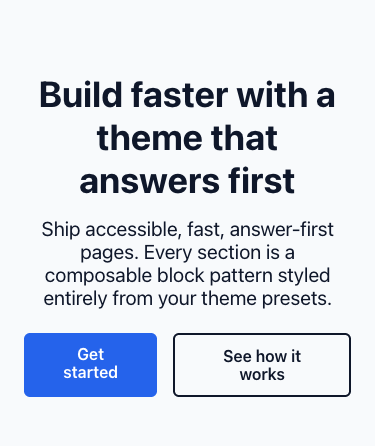 Build faster with a
theme that
answers first
Ship accessible, fast, answer-first
pages. Every section is a
composable block pattern styled
entirely from your theme presets.
Get
started
See how it
works